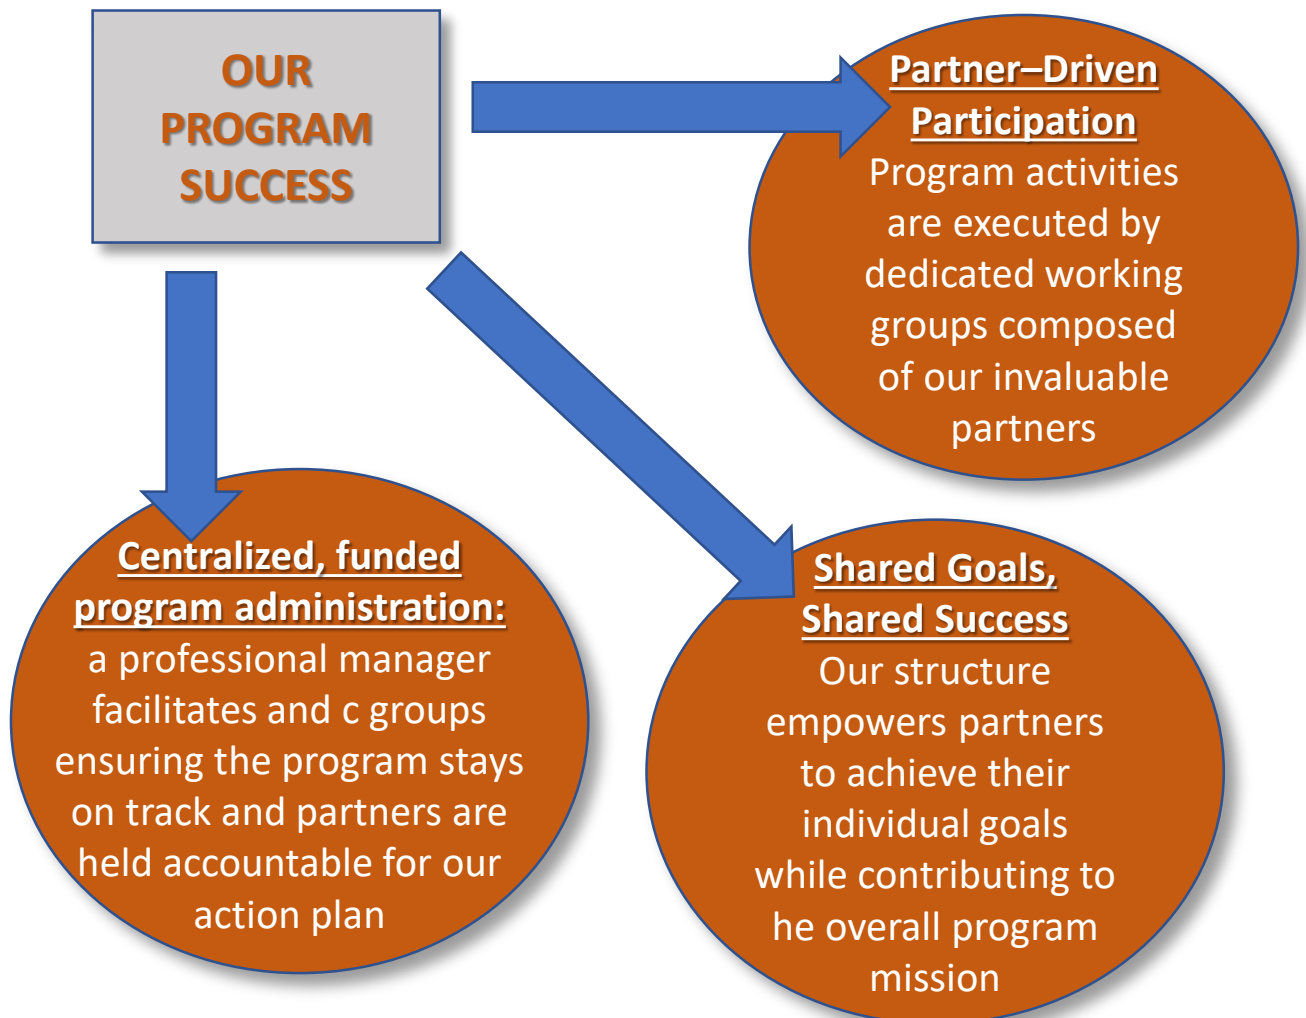 OUR
PROGRAM
SUCCESS
Partner–Driven
Participation
Program activities
are executed by
dedicated working
groups composed
of our invaluable
partners
Centralized, funded
program administration:
a professional manager
facilitates and c groups
ensuring the program stays
on track and partners are
held accountable for our
action plan
Shared Goals,
Shared Success
Our structure
empowers partners
to achieve their
individual goals
while contributing to
he overall program
mission